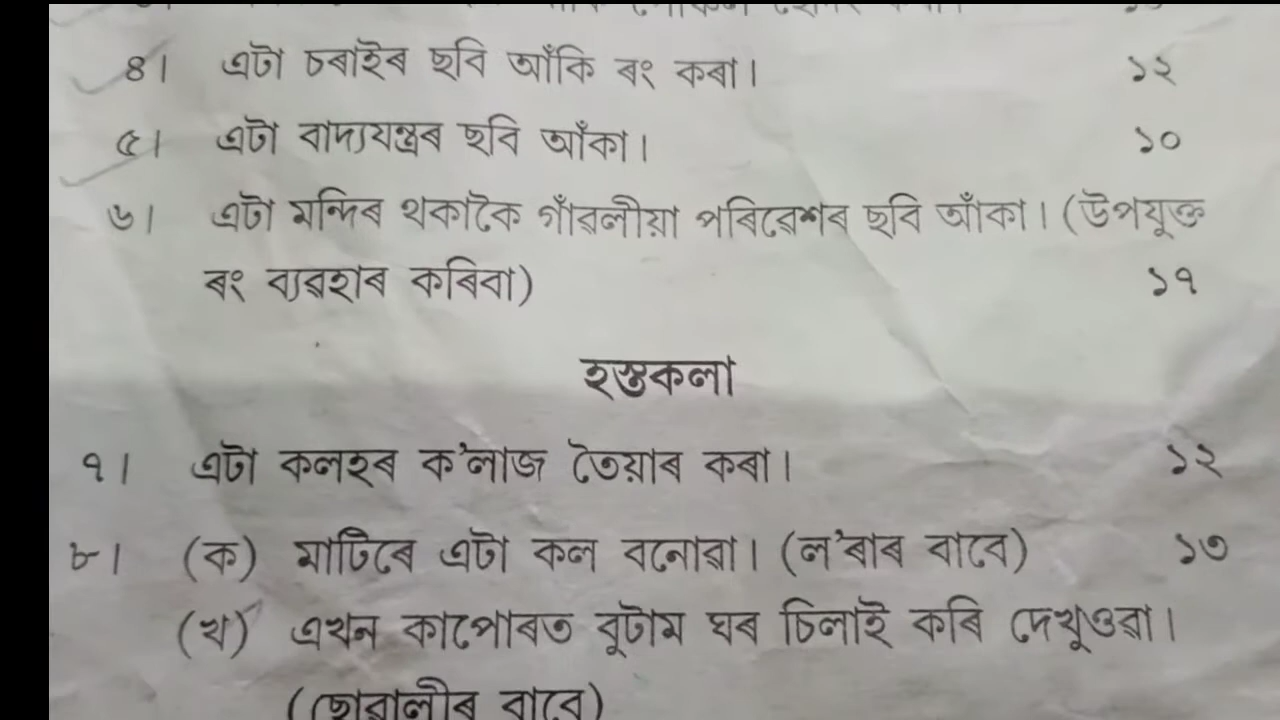 ৪। এটা চৰাইৰ ছবি আঁকি ৰং কৰা। ১২
৫। এটা বাদ্যযন্ত্ৰৰ ছবি আঁকা। ১০
৬। এটা মন্দিৰ থকাকৈ গাঁৱলীয়া পৰিৱেশৰ ছবি আঁকা। (উপযুক্ত
ৰং ব্যৱহাৰ কৰিবা) ১৭
হস্তকলা
৭। এটা কলহৰ ক'লাজ তৈয়াৰ কৰা। ১২
৮। (ক) মাটিৰে এটা কল বনোৱা। (ল'ৰাৰ বাবে) ১৩
(খ) এখন কাপোৰত বুটাম ঘৰ চিলাই কৰি দেখুওৱা।
(ছোৱালীৰ বাবে)